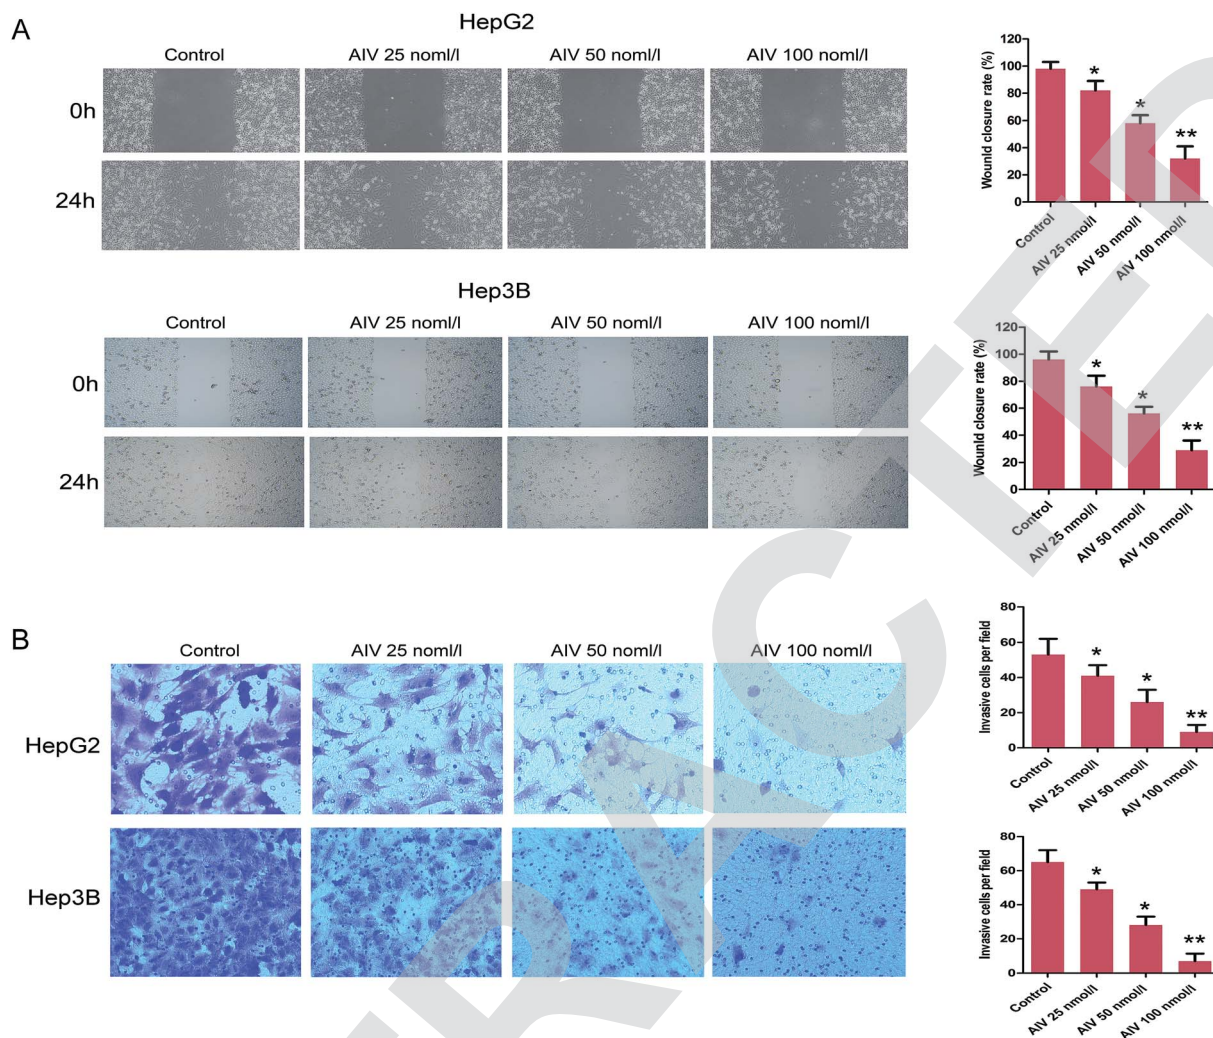 A
HepG2
Control AIV 25 noml/l AIV 50 noml/l AIV 100 noml/l
0h
24h
Wounld closure rate (%)
120
100
80
60
40
20
0
* * **
Control AIV 25 nmol/l AIV 50 nmol/l AIV 100 nmol/l
Hep3B
Control AIV 25 noml/l AIV 50 noml/l AIV 100 noml/l
0h
24h
Wounld closure rate (%)
120
100
80
60
40
20
0
* * **
Control AIV 25 nmol/l AIV 50 nmol/l AIV 100 nmol/l
B
Control AIV 25 noml/l AIV 50 noml/l AIV 100 noml/l
HepG2
Hep3B
Invasive cells per field
80
60
40
20
0
* * **
Control AIV 25 nmol/l AIV 50 nmol/l AIV 100 nmol/l
Invasive cells per field
80
60
40
20
0
* * **
Control AIV 25 nmol/l AIV 50 nmol/l AIV 100 nmol/l
RACTED